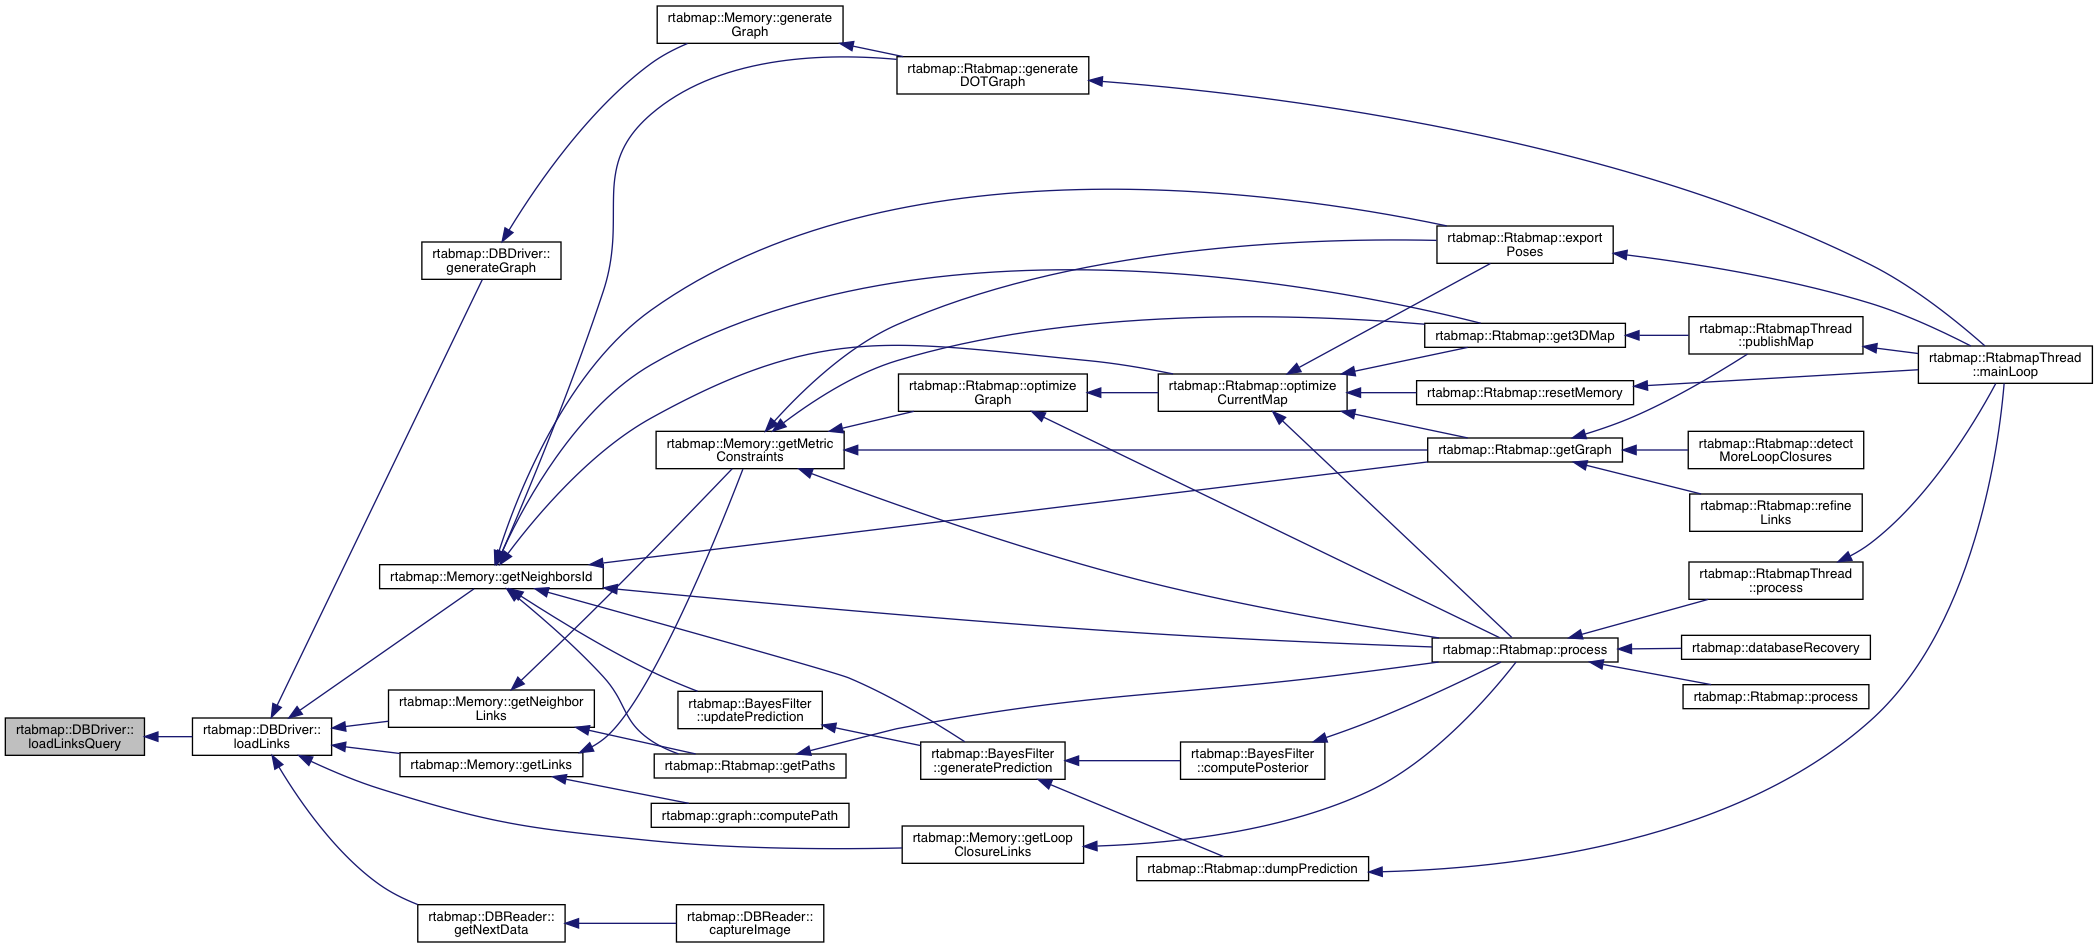 rtabmap::Memory::generate
Graph
rtabmap::Rtabmap::generate
DOTGraph
rtabmap::DBDriver::
generateGraph
rtabmap::Rtabmap::export
Poses
rtabmap::Rtabmap::get3DMap
rtabmap::RtabmapThread
::publishMap
rtabmap::RtabmapThread
::mainLoop
rtabmap::Rtabmap::optimize
Graph
rtabmap::Rtabmap::optimize
CurrentMap
rtabmap::Rtabmap::resetMemory
rtabmap::Memory::getMetric
Constraints
rtabmap::Rtabmap::getGraph
rtabmap::Rtabmap::detect
MoreLoopClosures
rtabmap::Rtabmap::refine
Links
rtabmap::Memory::getNeighborsId
rtabmap::RtabmapThread
::process
rtabmap::Rtabmap::process
rtabmap::databaseRecovery
rtabmap::Rtabmap::process
rtabmap::Memory::getNeighbor
Links
rtabmap::BayesFilter
::updatePrediction
rtabmap::DBDriver::
loadLinksQuery
rtabmap::DBDriver::
loadLinks
rtabmap::Memory::getLinks
rtabmap::Rtabmap::getPaths
rtabmap::BayesFilter
::generatePrediction
rtabmap::BayesFilter
::computePosterior
rtabmap::graph::computePath
rtabmap::Memory::getLoop
ClosureLinks
rtabmap::Rtabmap::dumpPrediction
rtabmap::DBReader::
getNextData
rtabmap::DBReader::
captureImage